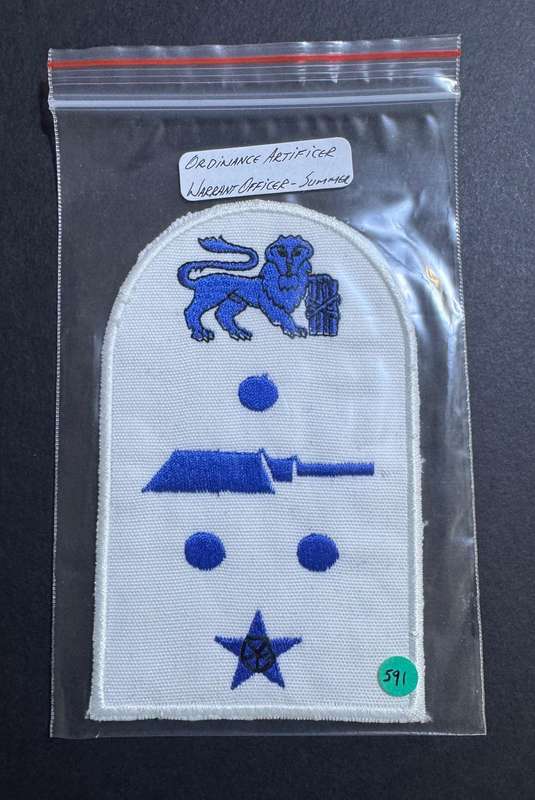 ORDINANCE ARTIFICER
WARRANT OFFICER - SUMMER
591